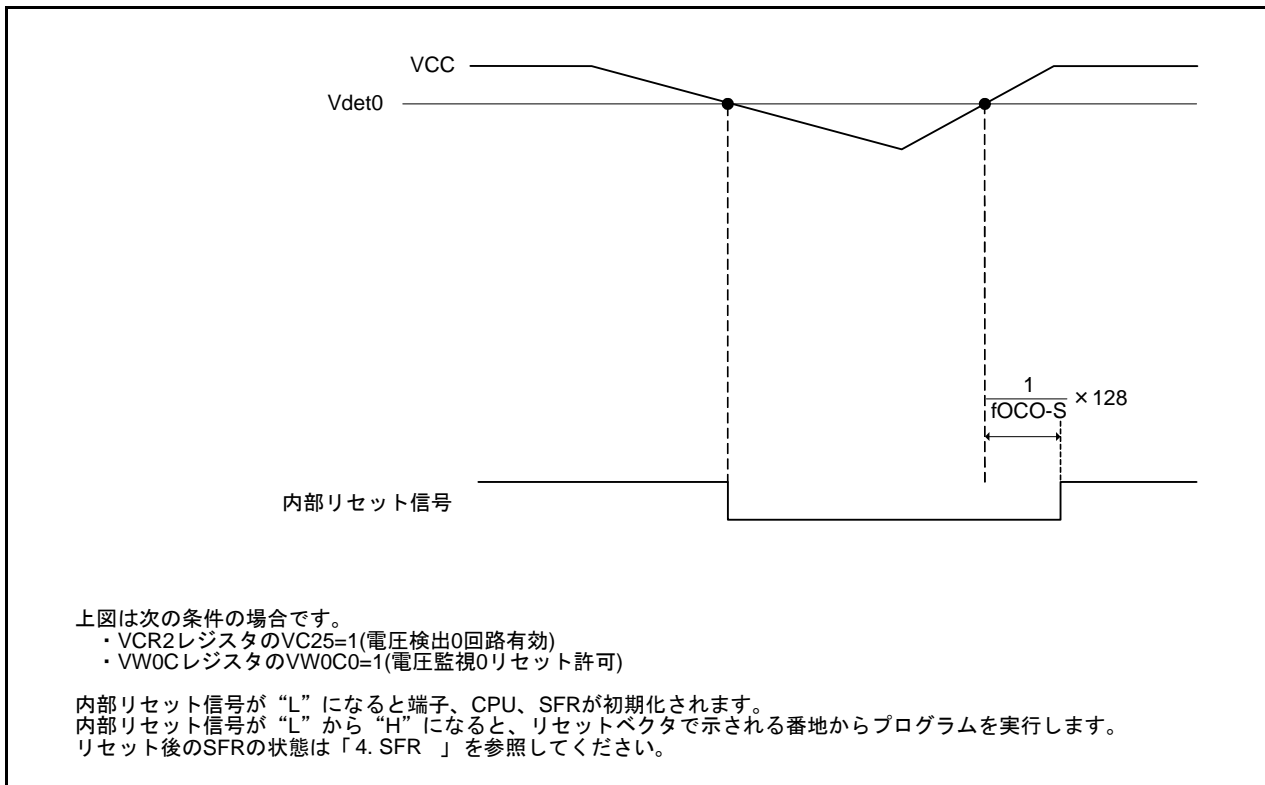 VCC
Vdet0
1
fOCO-S
×128
内部リセット信号
上図は次の条件の場合です。
・VCR2レジスタのVC25=1(電圧検出0回路有効)
・VW0CレジスタのVW0C0=1(電圧監視0リセット許可)
内部リセット信号が“L”になると端子、CPU、SFRが初期化されます。
内部リセット信号が“L”から“H”になると、リセットベクタで示される番地からプログラムを実行します。
リセット後のSFRの状態は「4. SFR 」を参照してください。